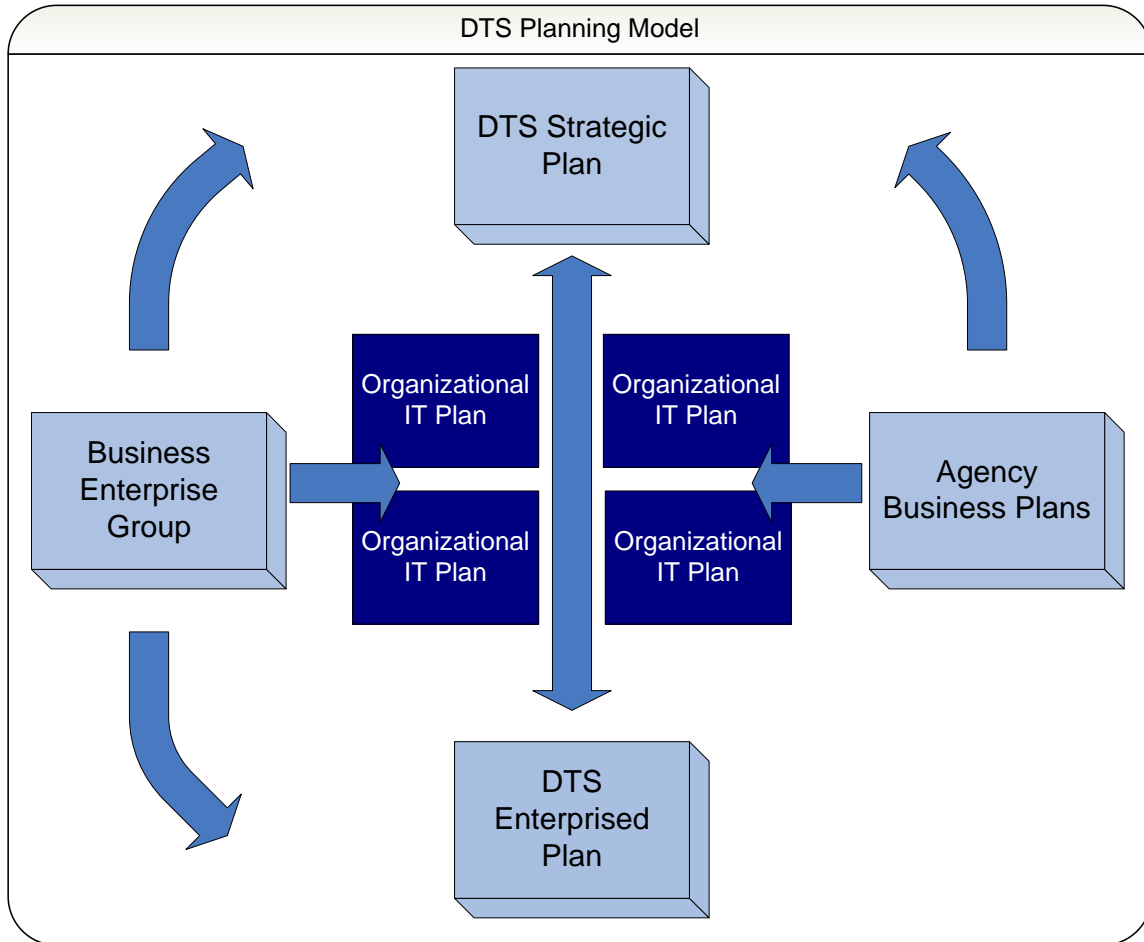 DTS Planning Model
DTS Strategic
Plan
Organizational
IT Plan
Organizational
IT Plan
Business
Enterprise
Group
Agency
Business Plans
Organizational
IT Plan
Organizational
IT Plan
DTS
Enterprised
Plan